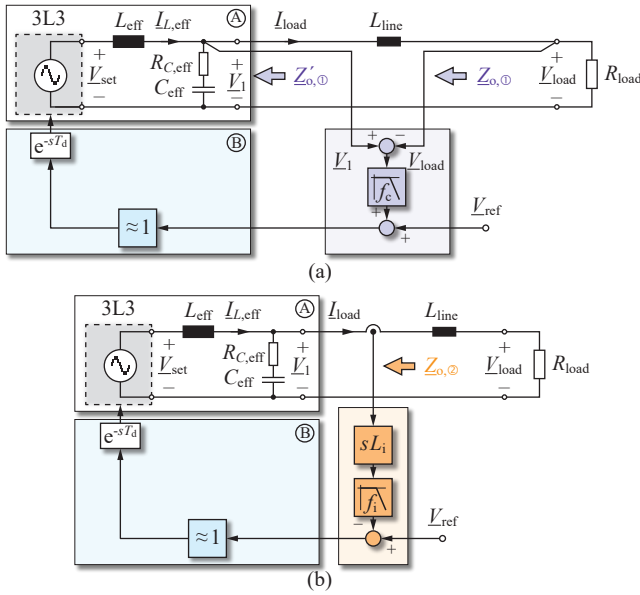 3L3
L_eff
I_L,eff
Ⓐ
I_load
L_line
V_set
+
−
R_C,eff
C_eff
+
V_1
−
Z′_o,①
Z_o,①
+
V_load
−
R_load
Ⓑ
e^-sT_d
+
−
V_1
V_load
f_c
≈1
+
+
V_ref
(a)
3L3
L_eff
I_L,eff
Ⓐ
I_load
L_line
V_set
+
−
R_C,eff
C_eff
+
V_1
−
Z_o,②
+
V_load
−
R_load
Ⓑ
e^-sT_d
sL_i
f_i
≈1
−
+
V_ref
(b)